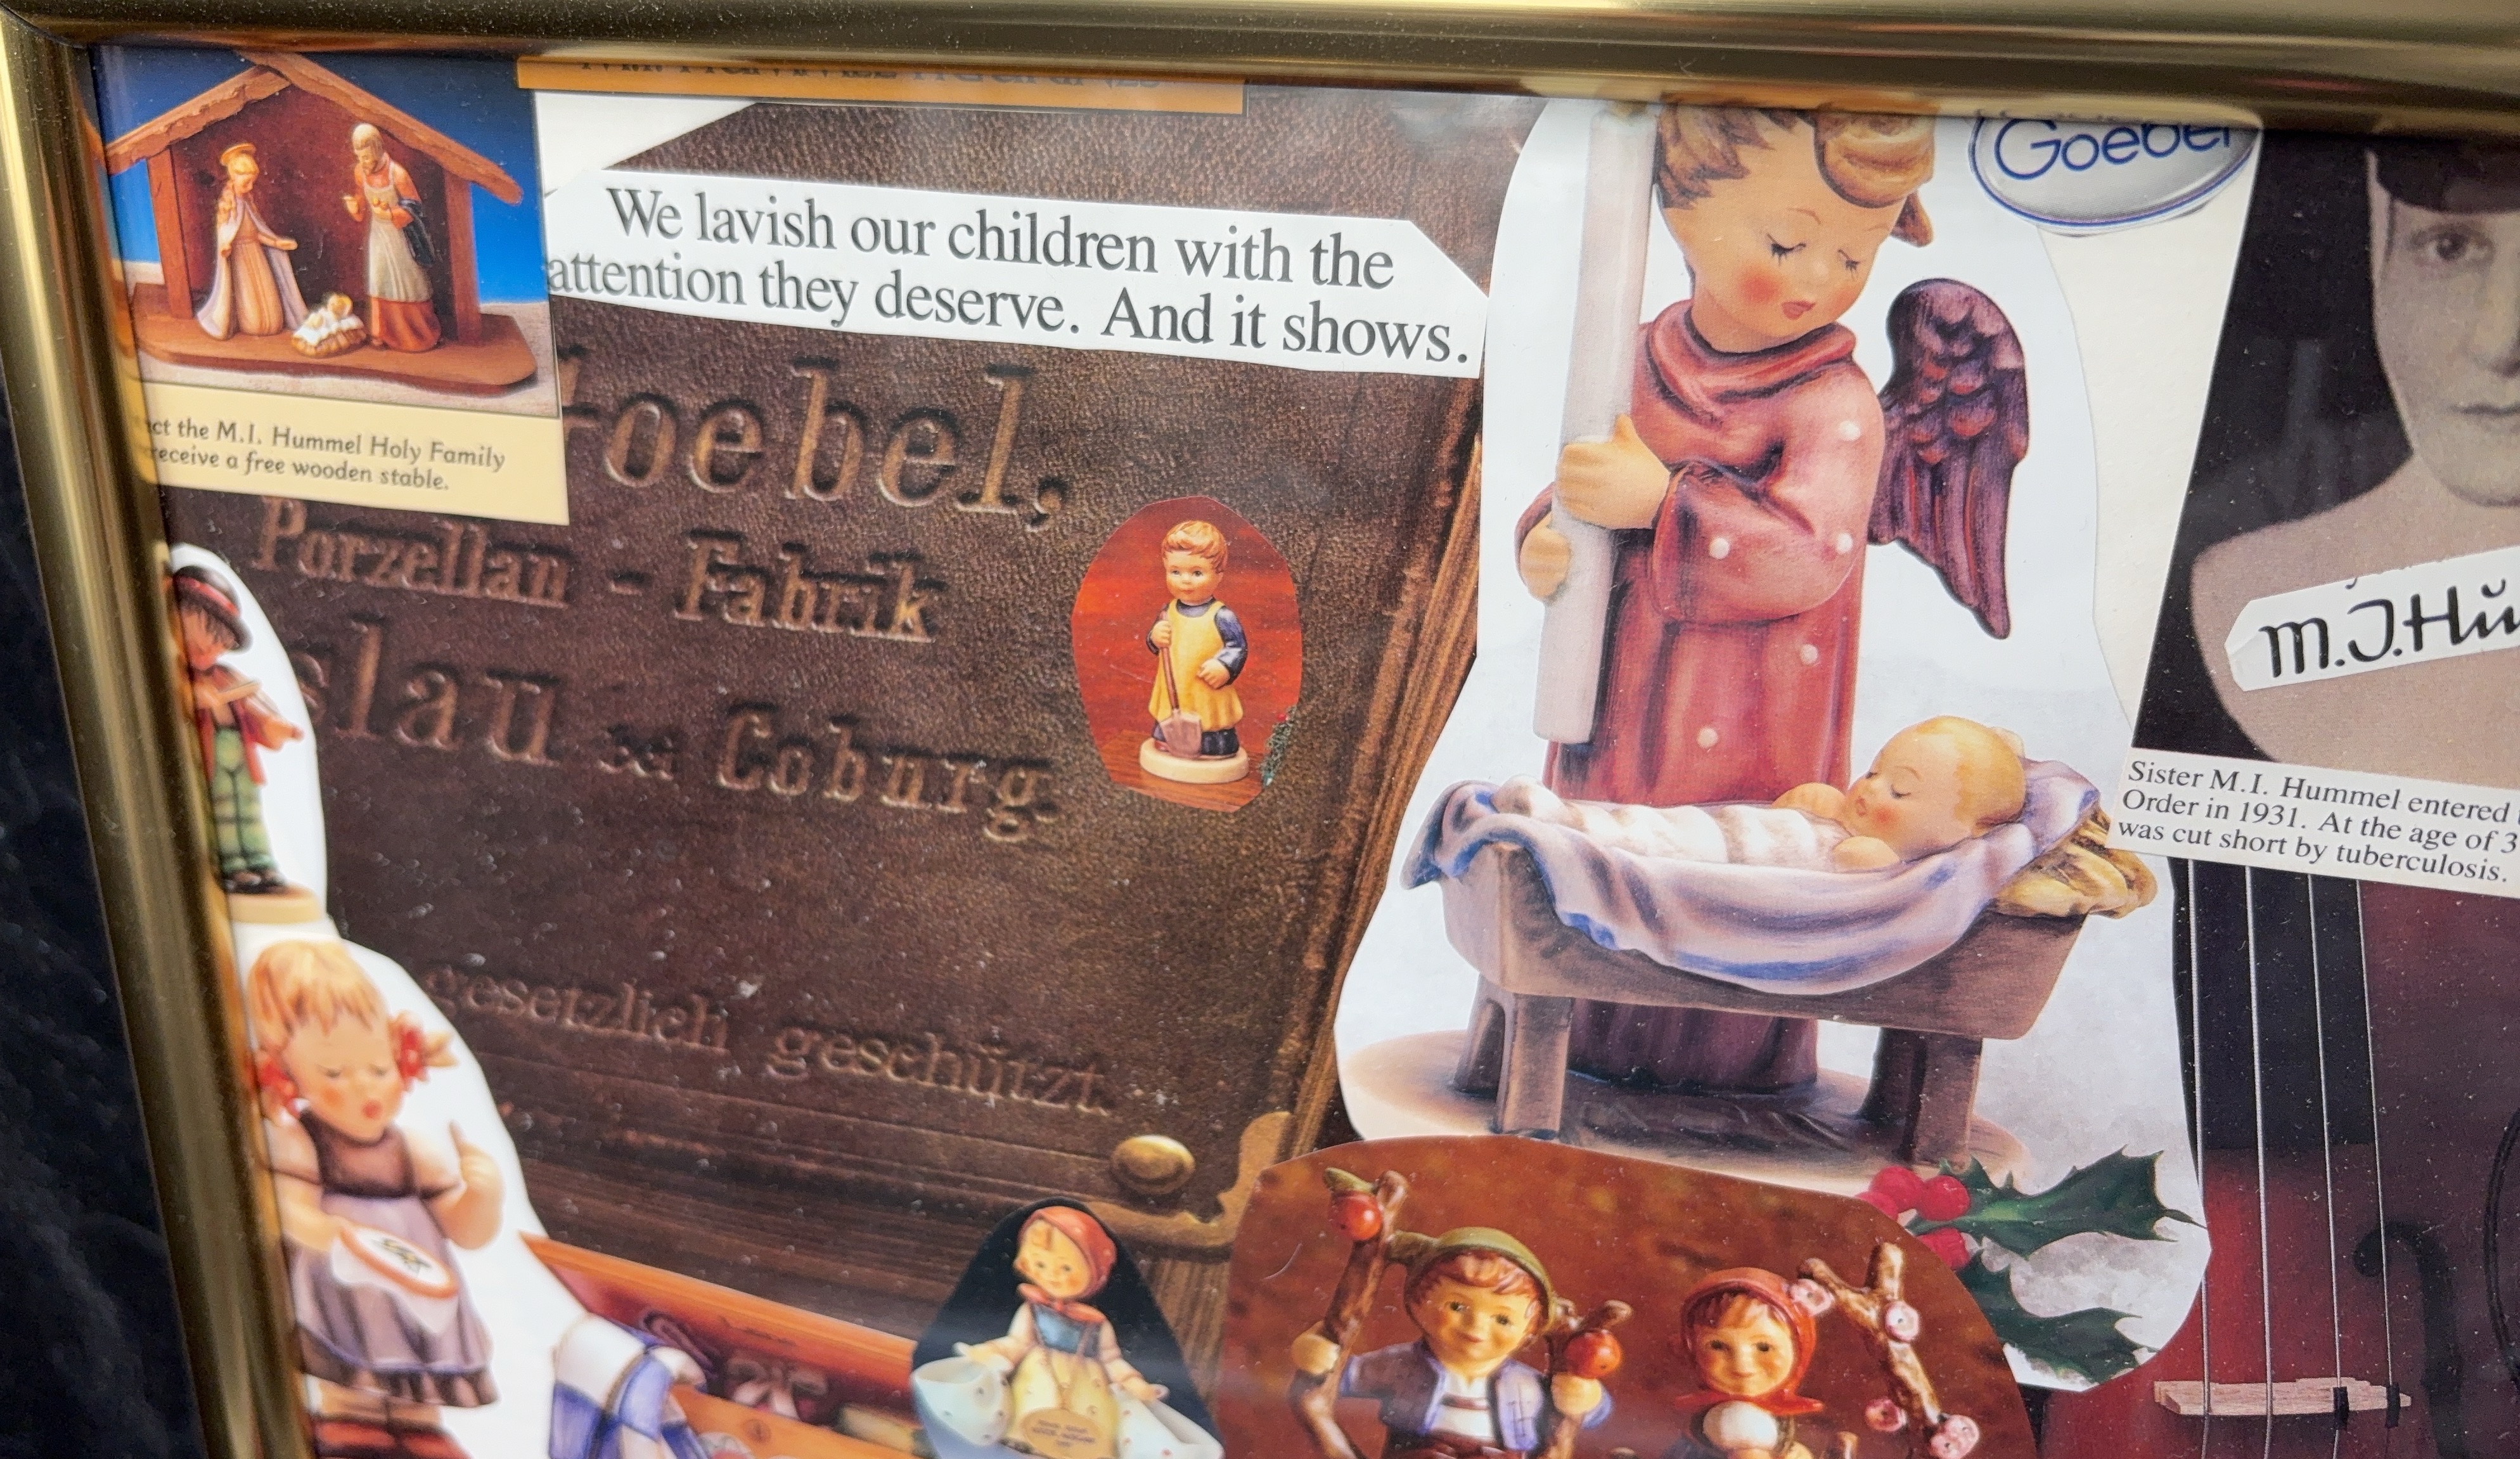 We lavish our children with the
attention they deserve. And it shows.
Goebel
the M.I. Hummel Holy Family
receive a free wooden stable.
oebel,
Porzellan - Fabrik
slau bei Coburg.
gesetzlich geschützt.
M.J.Hu
Sister M.I. Hummel entered
Order in 1931. At the age of 3
was cut short by tuberculosis.